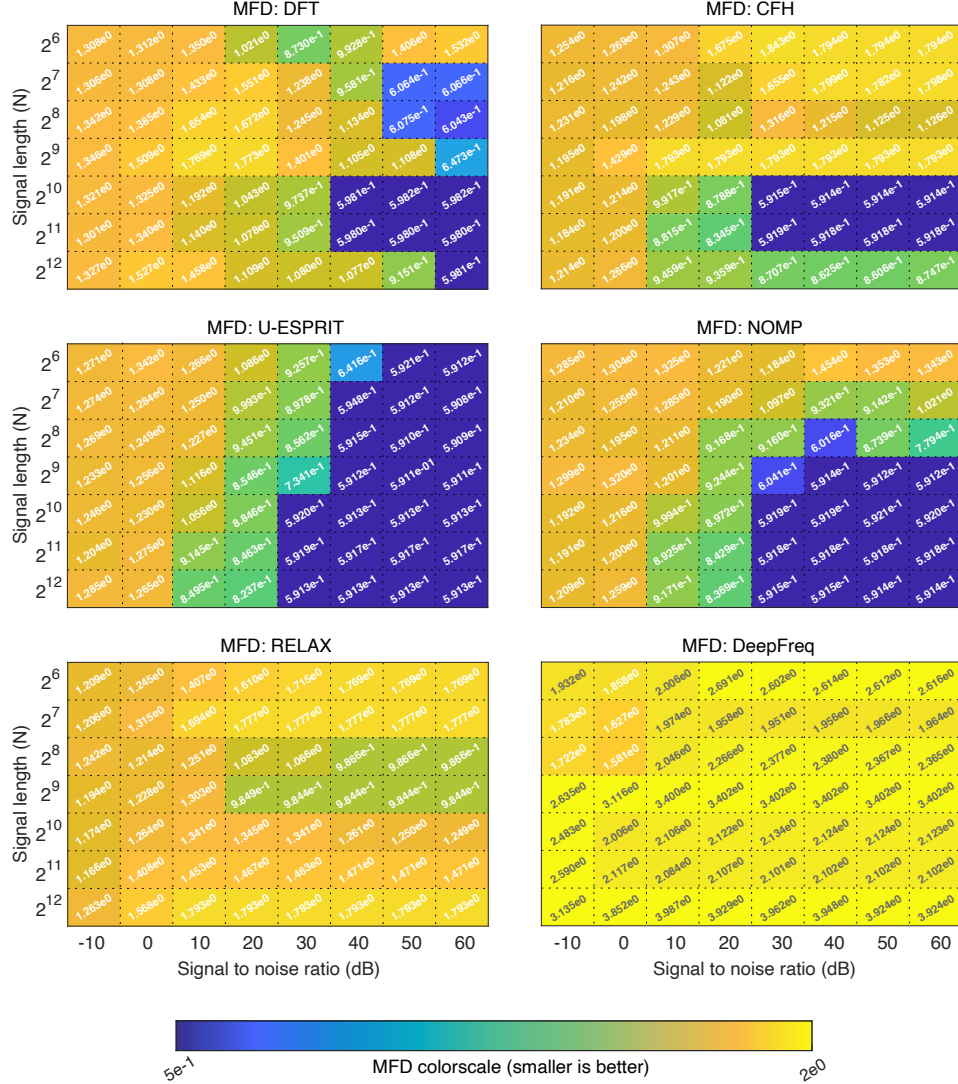 MFD: DFT
2^6 1.308e0 1.312e0 1.350e0 1.021e0 8.730e-1 9.928e-1 1.406e0 1.532e0
2^7 1.306e0 1.308e0 1.433e0 1.551e0 1.238e0 9.581e-1 6.064e-1 6.066e-1
2^8 1.342e0 1.385e0 1.654e0 1.672e0 1.245e0 1.134e0 6.075e-1 6.043e-1
2^9 1.346e0 1.509e0 1.769e0 1.773e0 1.401e0 1.105e0 1.108e0 6.473e-1
2^10 1.321e0 1.325e0 1.192e0 1.043e0 9.737e-1 5.981e-1 5.982e-1 5.982e-1
2^11 1.301e0 1.340e0 1.140e0 1.078e0 9.509e-1 5.980e-1 5.980e-1 5.980e-1
2^12 1.327e0 1.527e0 1.458e0 1.109e0 1.080e0 1.077e0 9.151e-1 5.981e-1
Signal length (N)
MFD: CFH
1.254e0 1.269e0 1.307e0 1.675e0 1.843e0 1.794e0 1.794e0 1.794e0
1.216e0 1.242e0 1.243e0 1.122e0 1.655e0 1.799e0 1.782e0 1.798e0
1.231e0 1.198e0 1.229e0 1.081e0 1.316e0 1.215e0 1.125e0 1.126e0
1.195e0 1.429e0 1.793e0 1.793e0 1.793e0 1.793e0 1.793e0 1.793e0
1.191e0 1.214e0 9.917e-1 8.788e-1 5.915e-1 5.914e-1 5.914e-1 5.914e-1
1.184e0 1.200e0 8.815e-1 8.345e-1 5.919e-1 5.918e-1 5.918e-1 5.918e-1
1.214e0 1.266e0 9.459e-1 9.359e-1 8.707e-1 8.625e-1 8.606e-1 8.747e-1
MFD: U-ESPRIT
2^6 1.271e0 1.342e0 1.266e0 1.086e0 9.257e-1 6.416e-1 5.921e-1 5.912e-1
2^7 1.274e0 1.284e0 1.250e0 9.993e-1 8.978e-1 5.948e-1 5.912e-1 5.908e-1
2^8 1.269e0 1.249e0 1.227e0 9.451e-1 8.562e-1 5.915e-1 5.910e-1 5.909e-1
2^9 1.233e0 1.256e0 1.116e0 8.546e-1 7.341e-1 5.912e-1 5.911e-01 5.911e-1
2^10 1.246e0 1.230e0 1.056e0 8.846e-1 5.920e-1 5.913e-1 5.913e-1 5.913e-1
2^11 1.204e0 1.275e0 9.145e-1 8.463e-1 5.919e-1 5.917e-1 5.917e-1 5.917e-1
2^12 1.285e0 1.265e0 8.495e-1 8.237e-1 5.913e-1 5.913e-1 5.913e-1 5.913e-1
Signal length (N)
MFD: NOMP
1.285e0 1.304e0 1.325e0 1.221e0 1.184e0 1.454e0 1.353e0 1.343e0
1.210e0 1.255e0 1.285e0 1.190e0 1.097e0 9.321e-1 9.142e-1 1.021e0
1.234e0 1.195e0 1.211e0 9.168e-1 9.160e-1 6.016e-1 8.739e-1 7.794e-1
1.299e0 1.320e0 1.201e0 9.244e-1 6.041e-1 5.914e-1 5.912e-1 5.912e-1
1.192e0 1.216e0 9.994e-1 8.972e-1 5.919e-1 5.919e-1 5.921e-1 5.920e-1
1.191e0 1.200e0 8.925e-1 8.429e-1 5.918e-1 5.918e-1 5.918e-1 5.918e-1
1.209e0 1.259e0 9.171e-1 8.369e-1 5.915e-1 5.915e-1 5.914e-1 5.914e-1
MFD: RELAX
2^6 1.209e0 1.245e0 1.407e0 1.610e0 1.715e0 1.769e0 1.769e0 1.769e0
2^7 1.206e0 1.315e0 1.694e0 1.777e0 1.777e0 1.777e0 1.777e0 1.777e0
2^8 1.242e0 1.214e0 1.251e0 1.083e0 1.066e0 9.866e-1 9.866e-1 9.866e-1
2^9 1.194e0 1.228e0 1.303e0 9.849e-1 9.844e-1 9.844e-1 9.844e-1 9.844e-1
2^10 1.174e0 1.264e0 1.341e0 1.345e0 1.341e0 1.261e0 1.250e0 1.249e0
2^11 1.166e0 1.408e0 1.453e0 1.467e0 1.463e0 1.471e0 1.471e0 1.471e0
2^12 1.263e0 1.568e0 1.793e0 1.793e0 1.793e0 1.793e0 1.793e0 1.793e0
Signal length (N)
-10 0 10 20 30 40 50 60
Signal to noise ratio (dB)
MFD: DeepFreq
1.932e0 1.858e0 2.006e0 2.691e0 2.602e0 2.614e0 2.612e0 2.616e0
1.783e0 1.627e0 1.974e0 1.958e0 1.951e0 1.956e0 1.966e0 1.964e0
1.722e0 1.581e0 2.046e0 2.266e0 2.377e0 2.380e0 2.367e0 2.365e0
2.635e0 3.116e0 3.400e0 3.402e0 3.402e0 3.402e0 3.402e0 3.402e0
2.483e0 2.006e0 2.106e0 2.122e0 2.134e0 2.124e0 2.124e0 2.123e0
2.590e0 2.117e0 2.084e0 2.107e0 2.101e0 2.102e0 2.102e0 2.102e0
3.135e0 3.852e0 3.987e0 3.929e0 3.962e0 3.948e0 3.924e0 3.924e0
-10 0 10 20 30 40 50 60
Signal to noise ratio (dB)
5e-1 MFD colorscale (smaller is better) 2e0